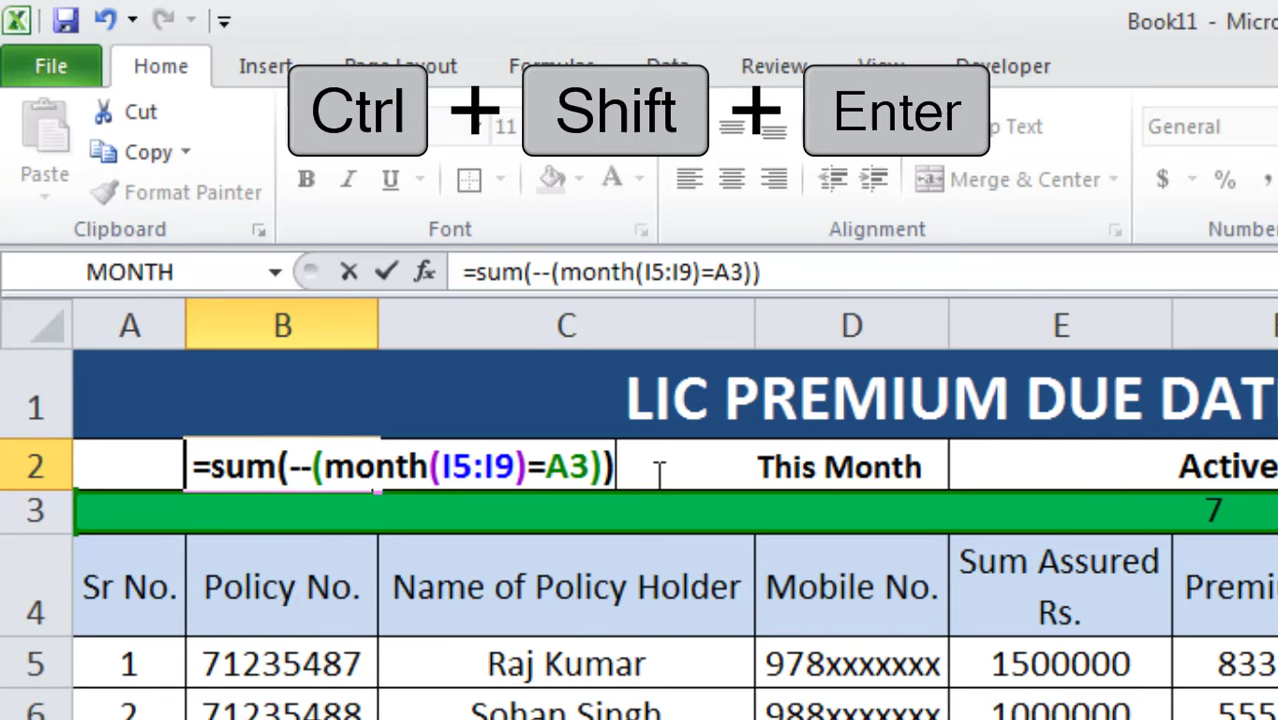 Book11 - Micro
File Home Insert Page Layout Formulas Data Review View Developer
Ctrl + Shift + Enter
Cut
Copy
Format Painter
Paste
11
B I U A
Text
Merge & Center
General
$ % ,
Clipboard Font Alignment Number
MONTH fx =sum(--(month(I5:I9)=A3))
A B C D E
1 LIC PREMIUM DUE DAT
2 =sum(--(month(I5:I9)=A3)) This Month Active
3 7
4 Sr No. Policy No. Name of Policy Holder Mobile No. Sum Assured Rs. Premi
5 1 71235487 Raj Kumar 978xxxxxxx 1500000 833
6 2 71235488 Sohan Singh 988xxxxxxx 1000000 555